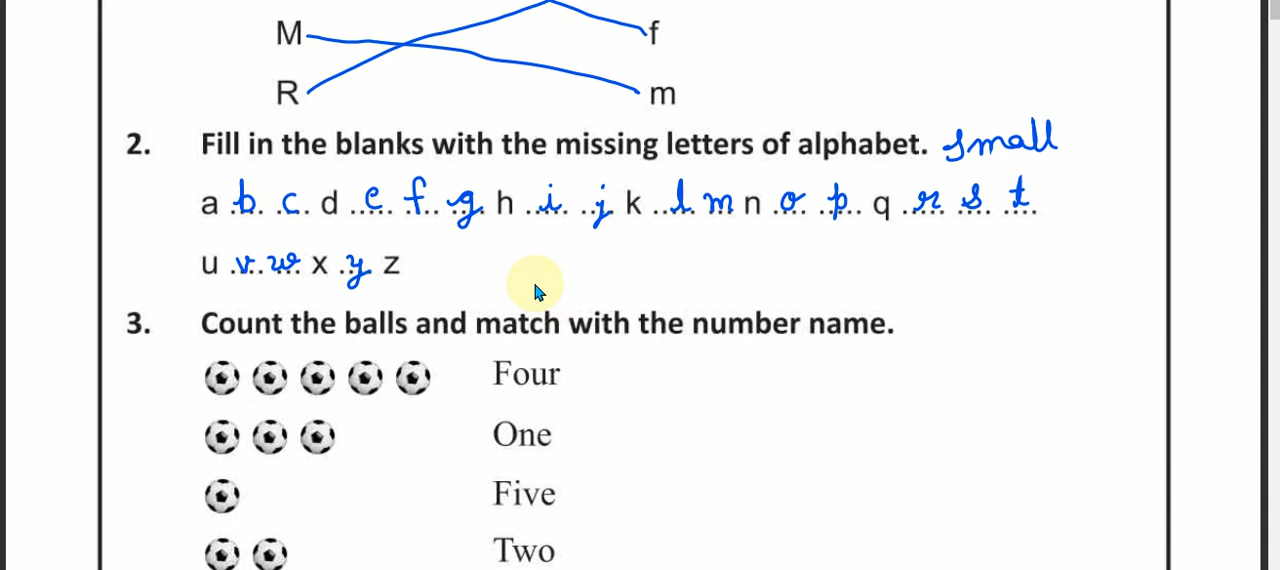 M f
R m
2. Fill in the blanks with the missing letters of alphabet. small
a .b. .c. d ..e.. .f.. .g. h ..i.. ..j. k ..l.. .m. n .o... ..p.. q ..r... ..s.. ..t..
u .v...w.. x .y. z
3. Count the balls and match with the number name.
Four
One
Five
Two